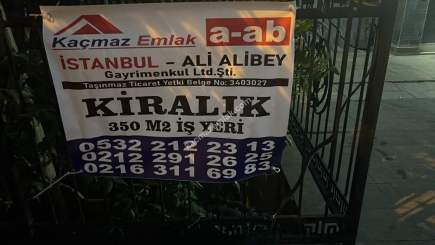 Kaçmaz Emlak a-ab
İSTANBUL - ALİ ALİBEY
Gayrimenkul Ltd.Şti.
Taşınmaz Ticaret Yetki Belge No: 3403027
KİRALIK
350 M2 İŞ YERİ
0532 212 23 13
0212 291 26 25
0216 311 69 83